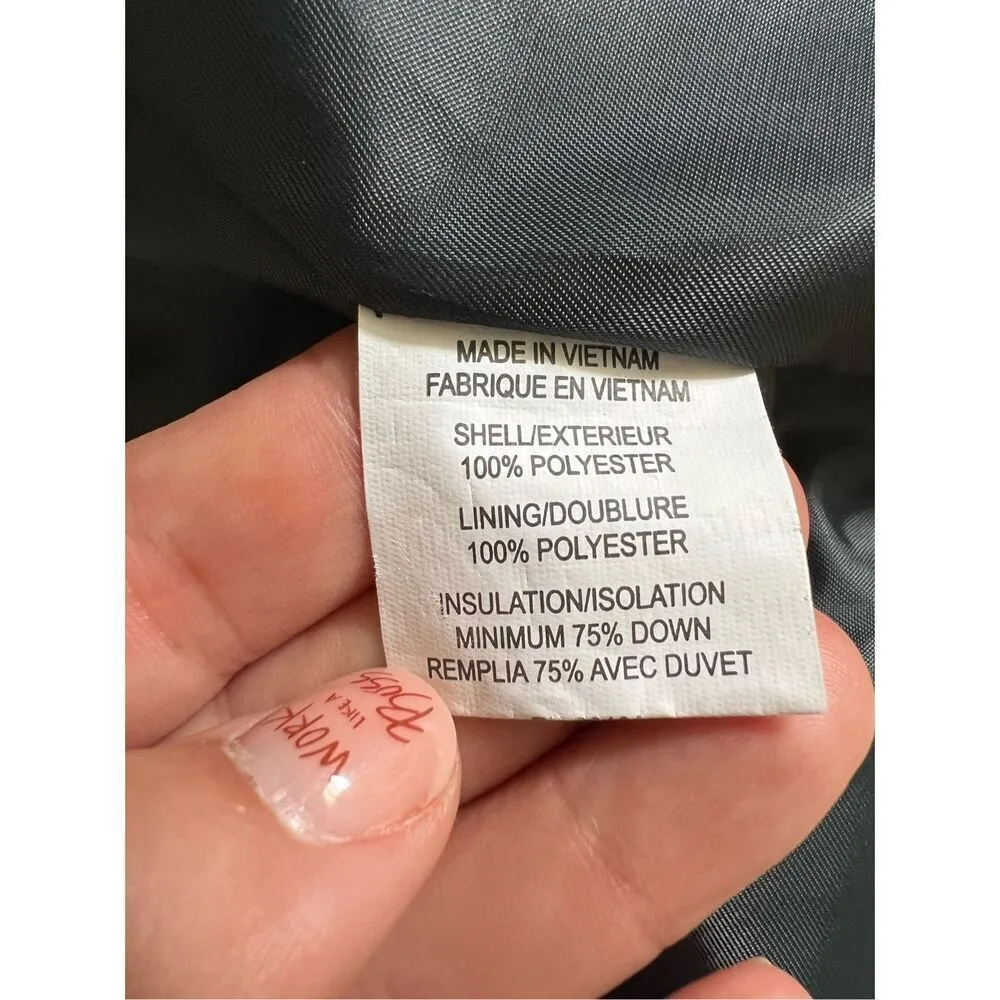 MADE IN VIETNAM
FABRIQUE EN VIETNAM
SHELL/EXTERIEUR
100% POLYESTER
LINING/DOUBLURE
100% POLYESTER
INSULATION/ISOLATION
MINIMUM 75% DOWN
REMPLIA 75% AVEC DUVET
WORK
LIKE A
BOSS